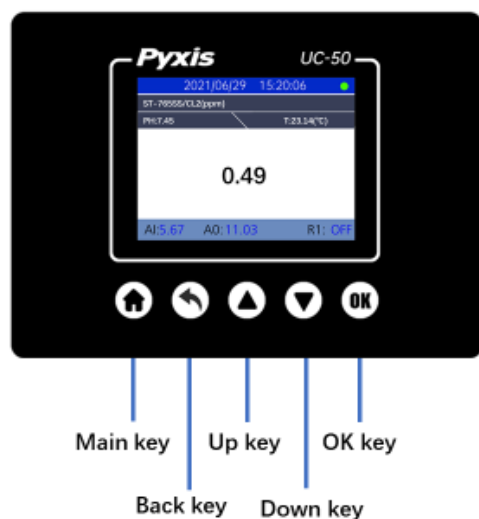 Pyxis UC-50
2021/06/29 15:20:06
ST-765SS/CL2(ppm)
PH:7.45 T:23.14(℃)
0.49
AI:5.67 A0:11.03 R1: OFF
OK
Main key Up key OK key
Back key Down key